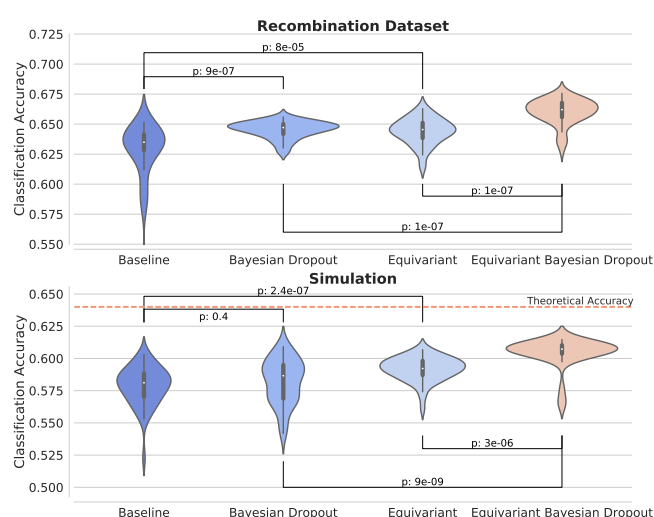 Recombination Dataset
Classification Accuracy
0.725
0.700
0.675
0.650
0.625
0.600
0.575
0.550
p: 8e-05
p: 9e-07
p: 1e-07
p: 1e-07
Baseline Bayesian Dropout Equivariant Equivariant Bayesian Dropout
Simulation
Classification Accuracy
0.650
0.625
0.600
0.575
0.550
0.525
0.500
p: 2.4e-07
Theoretical Accuracy
p: 0.4
p: 3e-06
p: 9e-09
Baseline Bayesian Dropout Equivariant Equivariant Bayesian Dropout